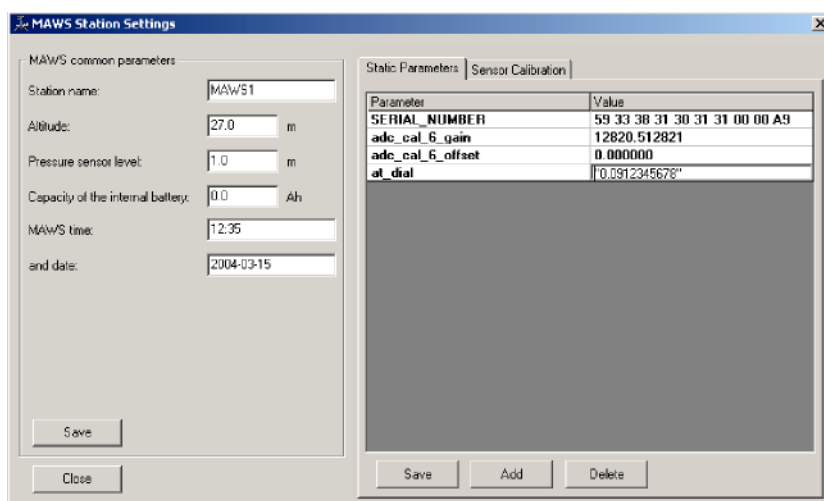 MAWS Station Settings
MAWS common parameters
Station name: MAWS1
Altitude: 27.0 m
Pressure sensor level: 1.0 m
Capacity of the internal battery: 0.0 Ah
MAWS time: 12:35
and date: 2004-03-15
Save
Close
Static Parameters Sensor Calibration
Parameter Value
SERIAL_NUMBER 59 33 38 31 30 31 31 00 00 A9
adc_cal_6_gain 12820.512821
adc_cal_6_offset 0.000000
at_dial "0.0912345678"
Save Add Delete